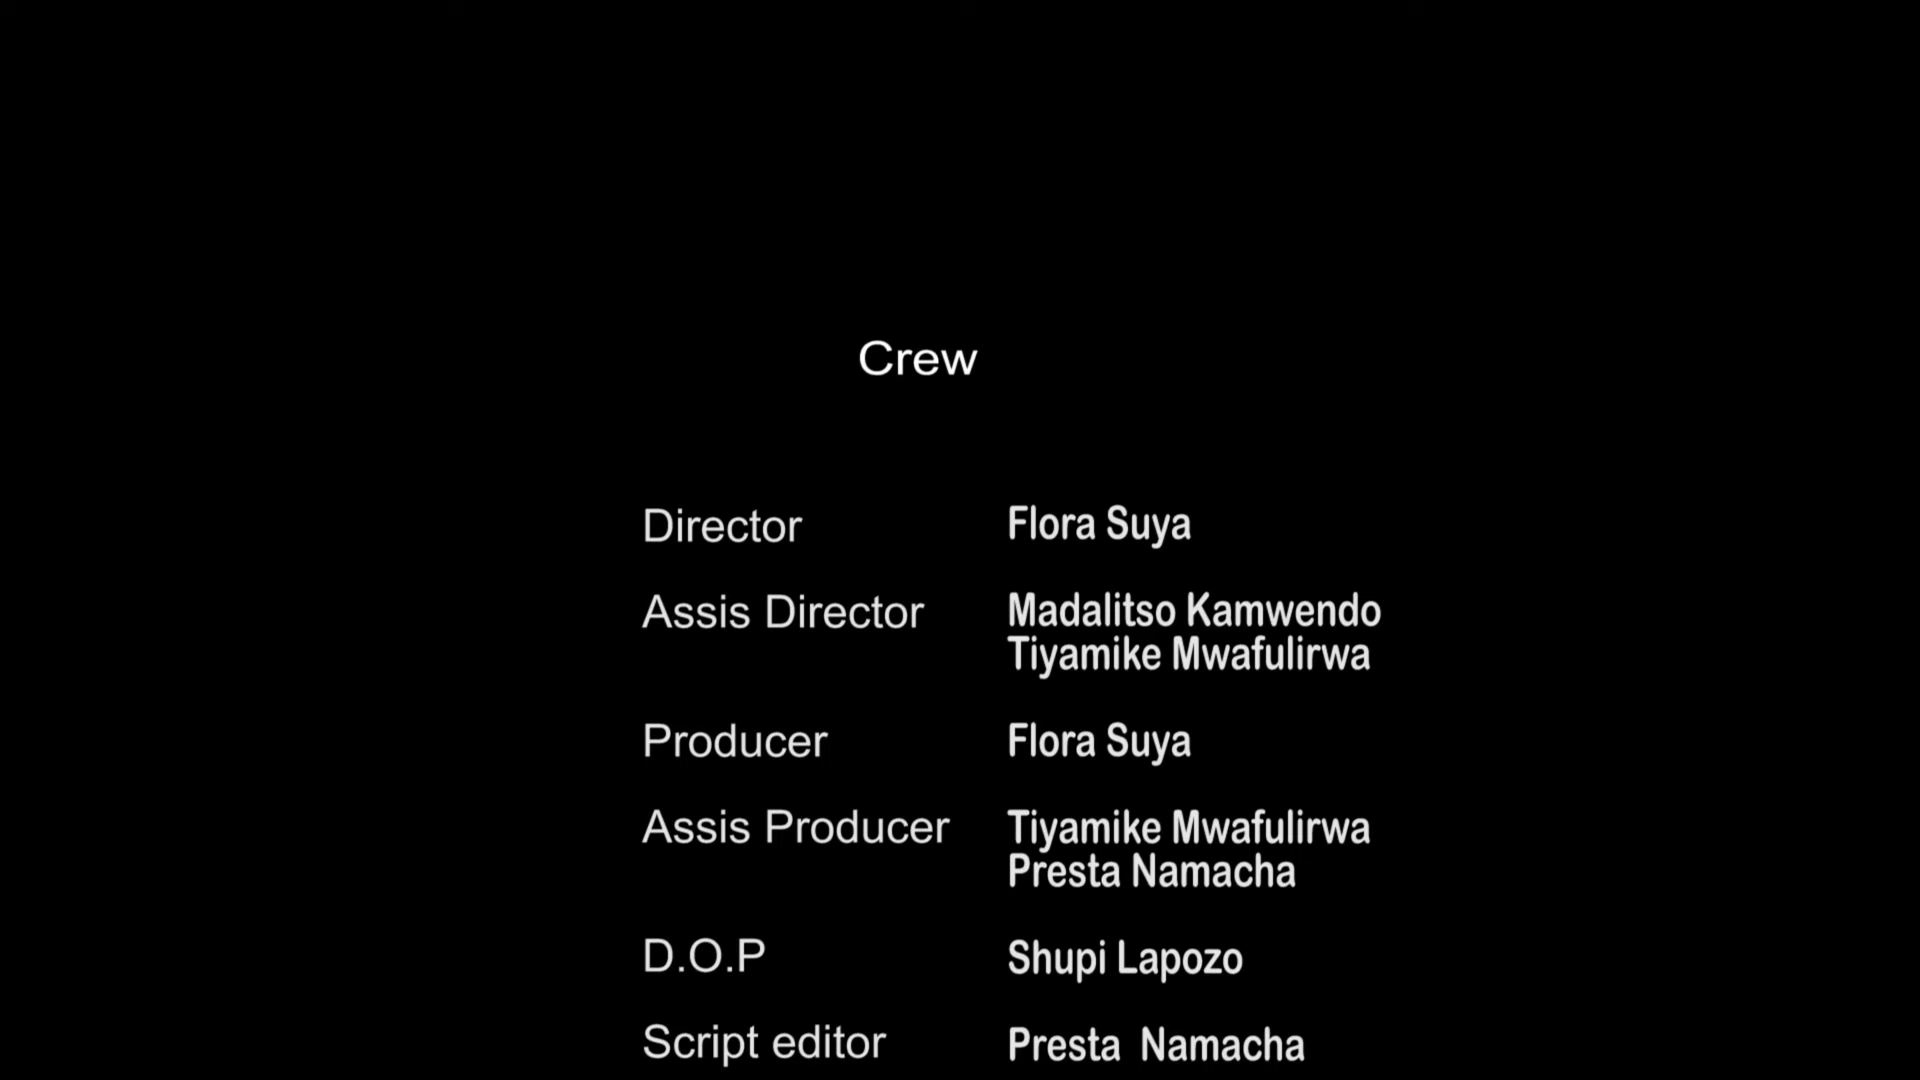 Crew
Director Flora Suya
Assis Director Madalitso Kamwendo
Tiyamike Mwafulirwa
Producer Flora Suya
Assis Producer Tiyamike Mwafulirwa
Presta Namacha
D.O.P Shupi Lapozo
Script editor Presta Namacha